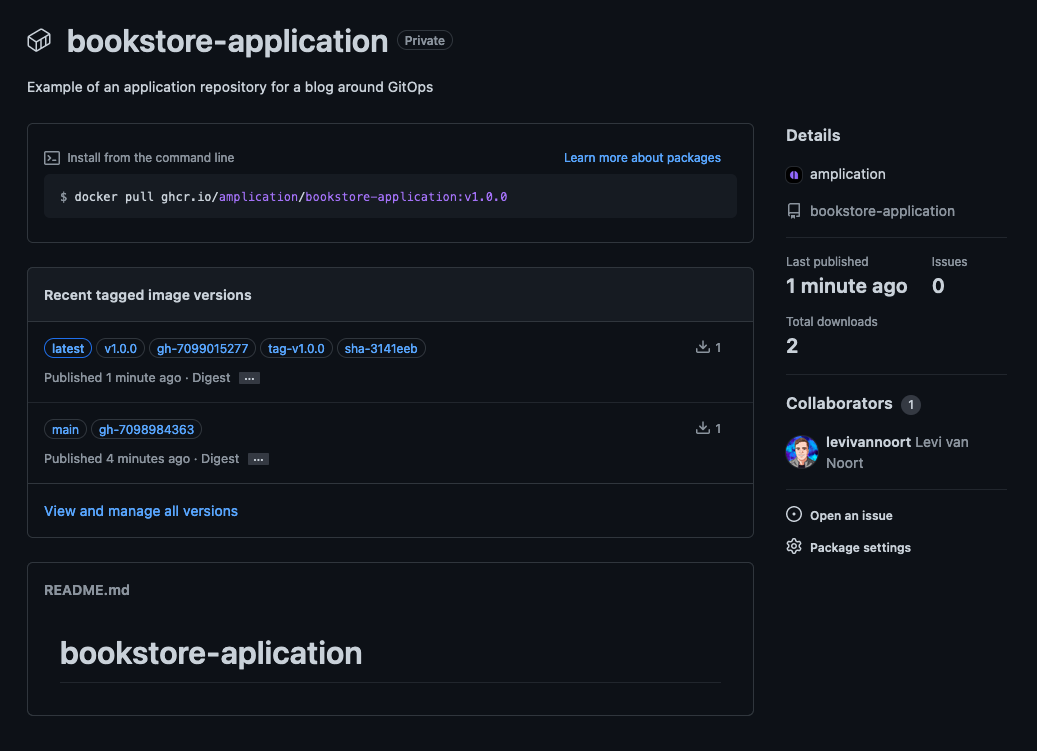 bookstore-application Private
Example of an application repository for a blog around GitOps
Install from the command line Learn more about packages
$ docker pull ghcr.io/amplication/bookstore-application:v1.0.0
Recent tagged image versions
latest v1.0.0 gh-7099015277 tag-v1.0.0 sha-3141eeb 1
Published 1 minute ago · Digest ...
main gh-7098984363 1
Published 4 minutes ago · Digest ...
View and manage all versions
README.md
bookstore-aplication
Details
amplication
bookstore-application
Last published Issues
1 minute ago 0
Total downloads
2
Collaborators 1
levivannoort Levi van
Noort
Open an issue
Package settings